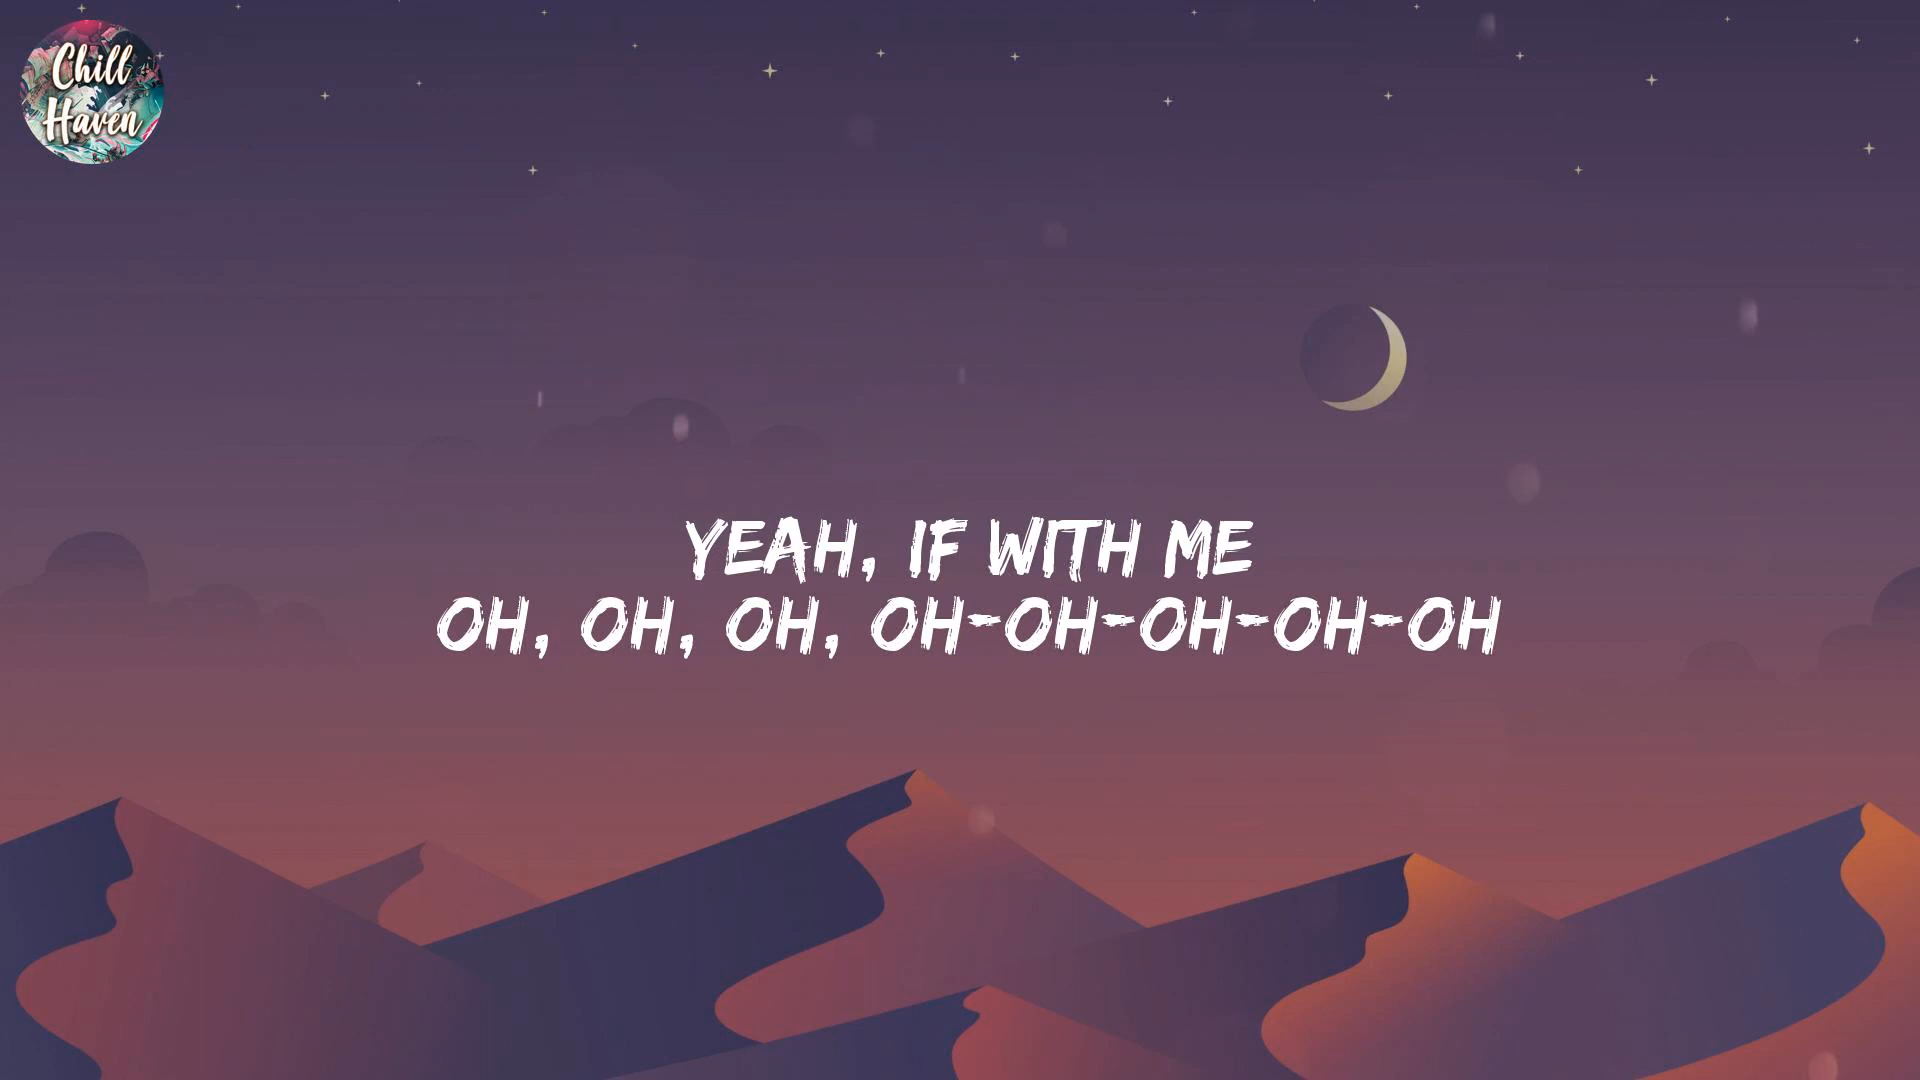 Chill
Haven
YEAH, IF WITH ME
OH, OH, OH, OH-OH-OH-OH-OH